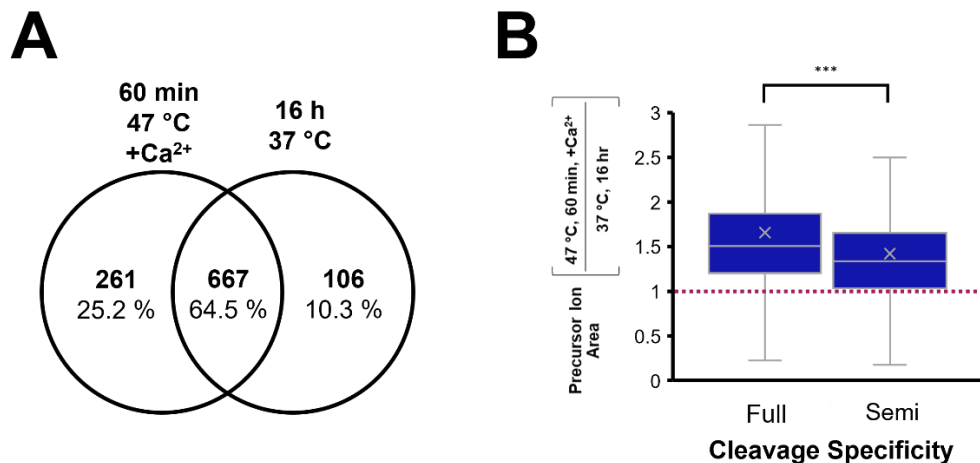 A
60 min
47 °C
+Ca²⁺
16 h
37 °C
261
25.2 %
667
64.5 %
106
10.3 %
B
***
Precursor Ion
Area
47 °C, 60 min, +Ca²⁺
37 °C, 16 hr
3
2.5
2
1.5
1
0.5
0
Full
Semi
Cleavage Specificity